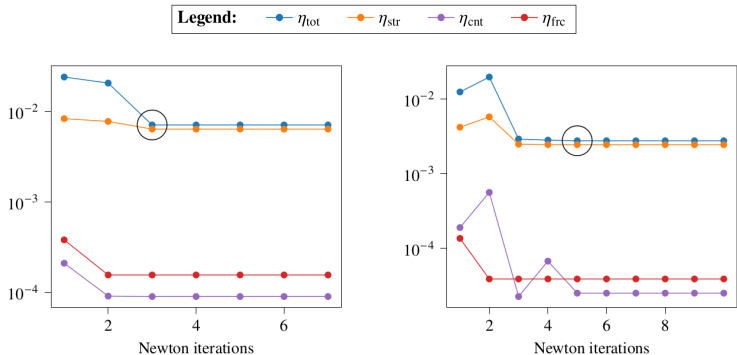 Legend: η_tot η_str η_cnt η_frc
10⁻²
10⁻³
10⁻⁴
2 4 6
Newton iterations
10⁻²
10⁻³
10⁻⁴
2 4 6 8
Newton iterations